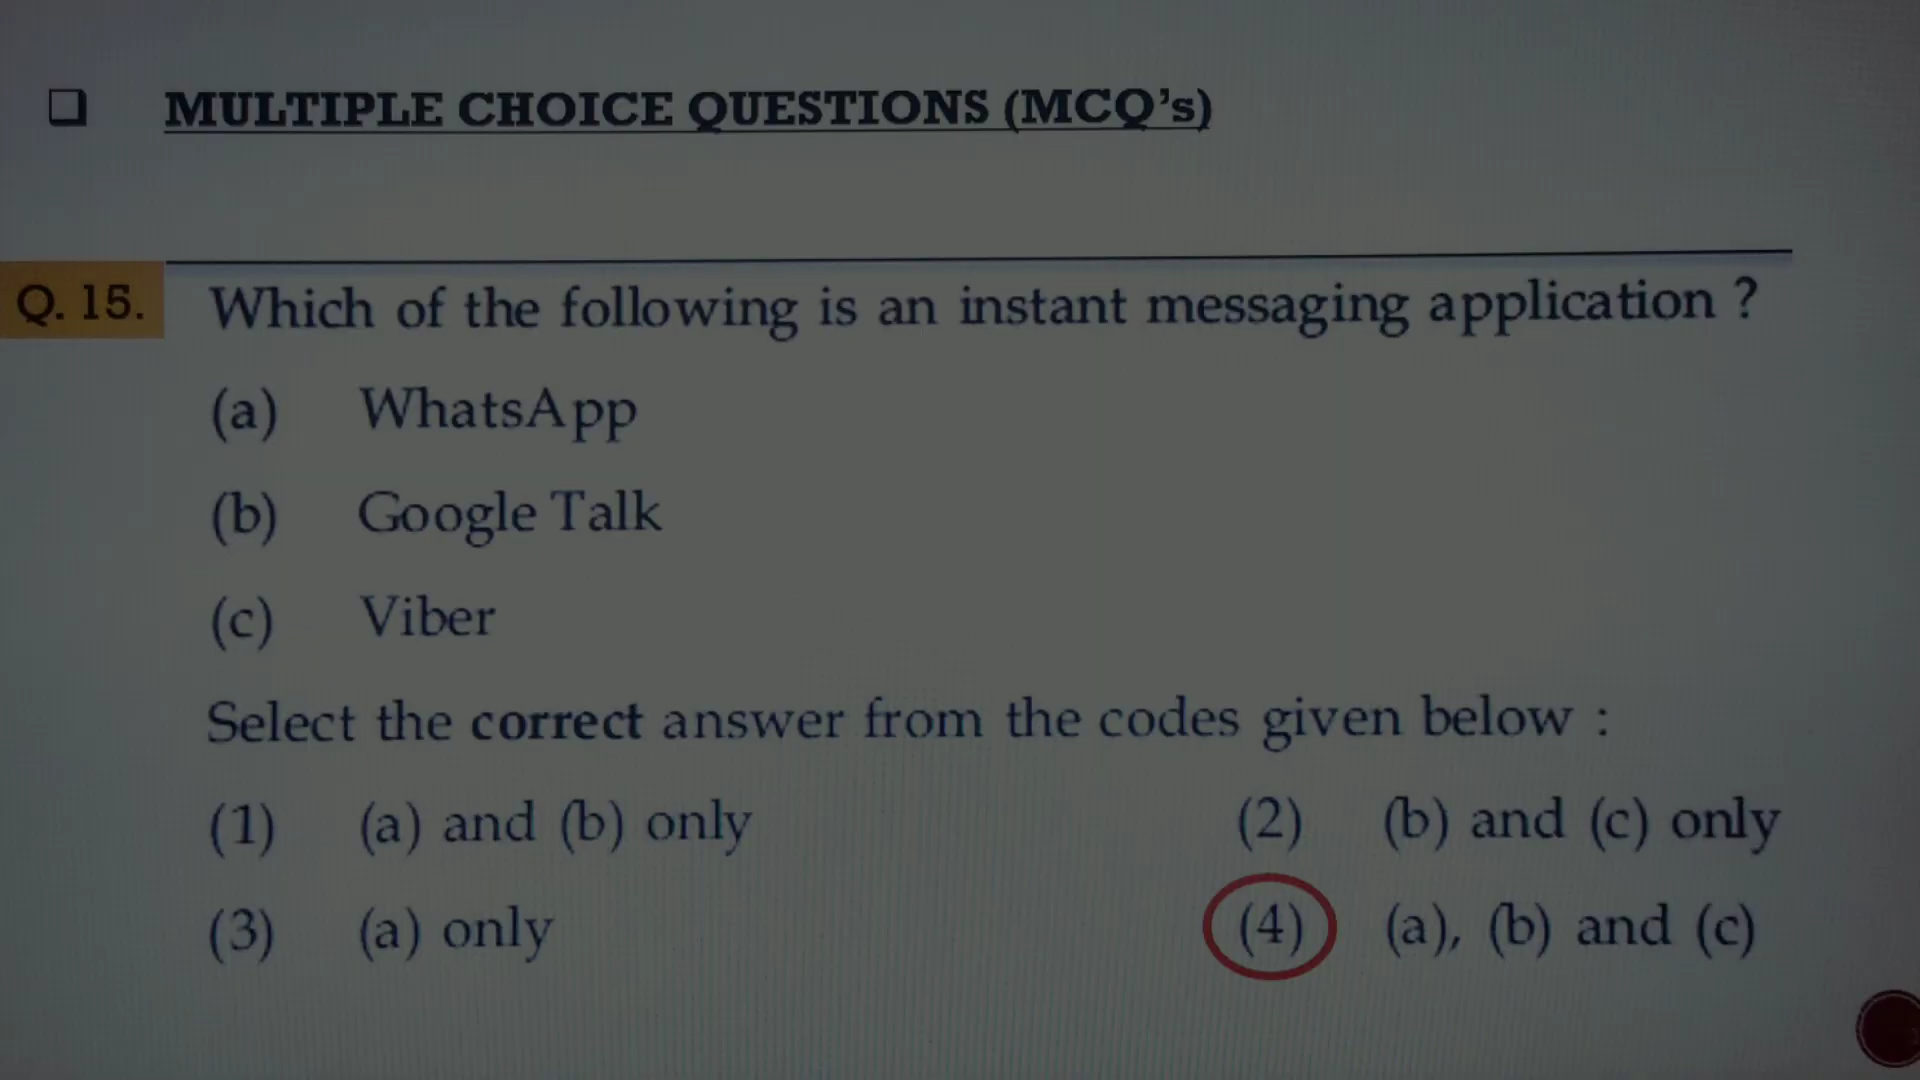 ❑ MULTIPLE CHOICE QUESTIONS (MCQ's)
Q. 15. Which of the following is an instant messaging application ?
(a) WhatsApp
(b) Google Talk
(c) Viber
Select the correct answer from the codes given below :
(1) (a) and (b) only (2) (b) and (c) only
(3) (a) only (4) (a), (b) and (c)